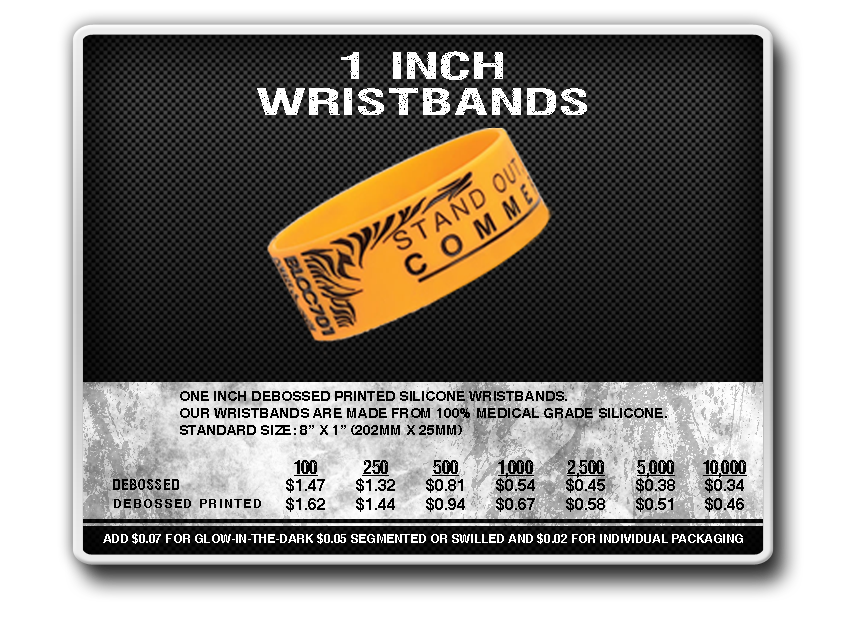 1 INCH
WRISTBANDS
STAND OUT
COMME
BLOC701
ONE INCH DEBOSSED PRINTED SILICONE WRISTBANDS.
OUR WRISTBANDS ARE MADE FROM 100% MEDICAL GRADE SILICONE.
STANDARD SIZE: 8” X 1” (202MM X 25MM)
100 250 500 1,000 2,500 5,000 10,000
DEBOSSED $1.47 $1.32 $0.81 $0.54 $0.45 $0.38 $0.34
DEBOSSED PRINTED $1.62 $1.44 $0.94 $0.67 $0.58 $0.51 $0.46
ADD $0.07 FOR GLOW-IN-THE-DARK $0.05 SEGMENTED OR SWILLED AND $0.02 FOR INDIVIDUAL PACKAGING